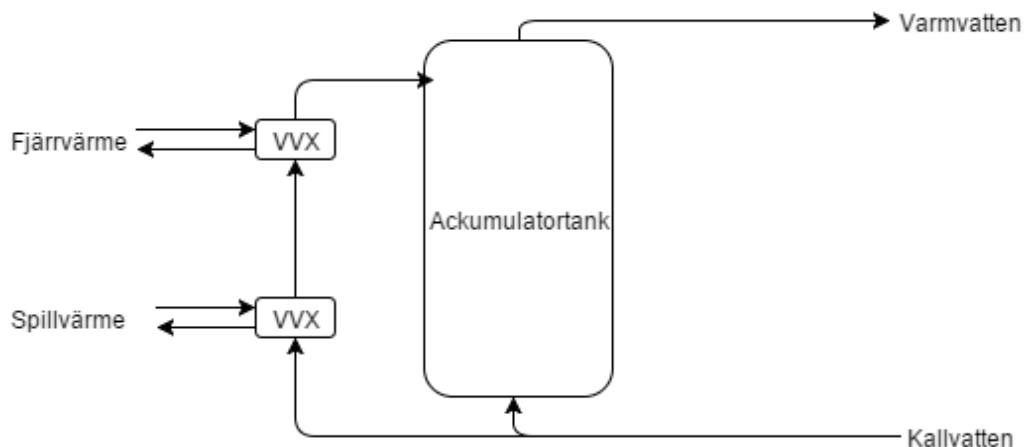 Varmvatten
Fjärrvärme
VVX
Ackumulatortank
Spillvärme
VVX
Kallvatten